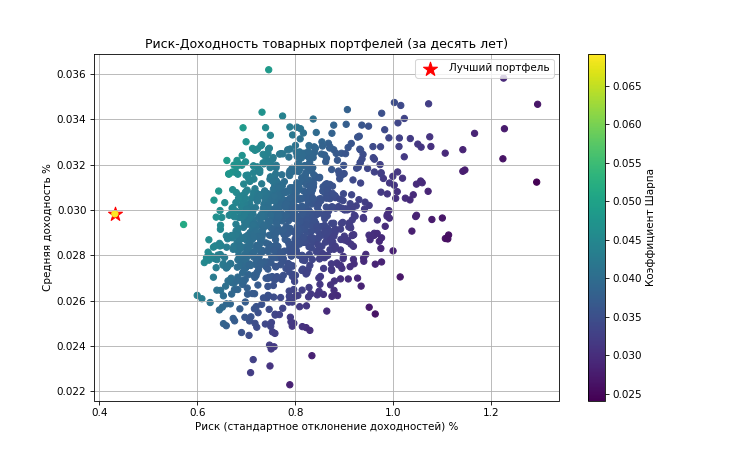 Риск-Доходность товарных портфелей (за десять лет)
Лучший портфель
Средняя доходность %
0.036
0.034
0.032
0.030
0.028
0.026
0.024
0.022
0.4 0.6 0.8 1.0 1.2
Риск (стандартное отклонение доходностей) %
0.065
0.060
0.055
0.050
0.045
0.040
0.035
0.030
0.025
Коэффициент Шарпа